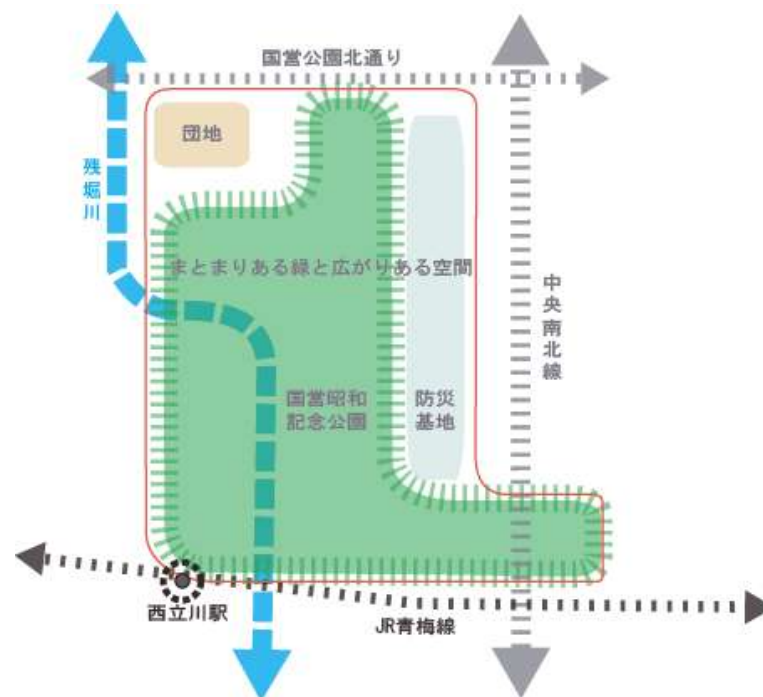 国営公園北通り
団地
残堀川
まとまりある緑と広がりある空間
中央南北線
国営昭和
記念公園
防災
基地
西立川駅
JR青梅線